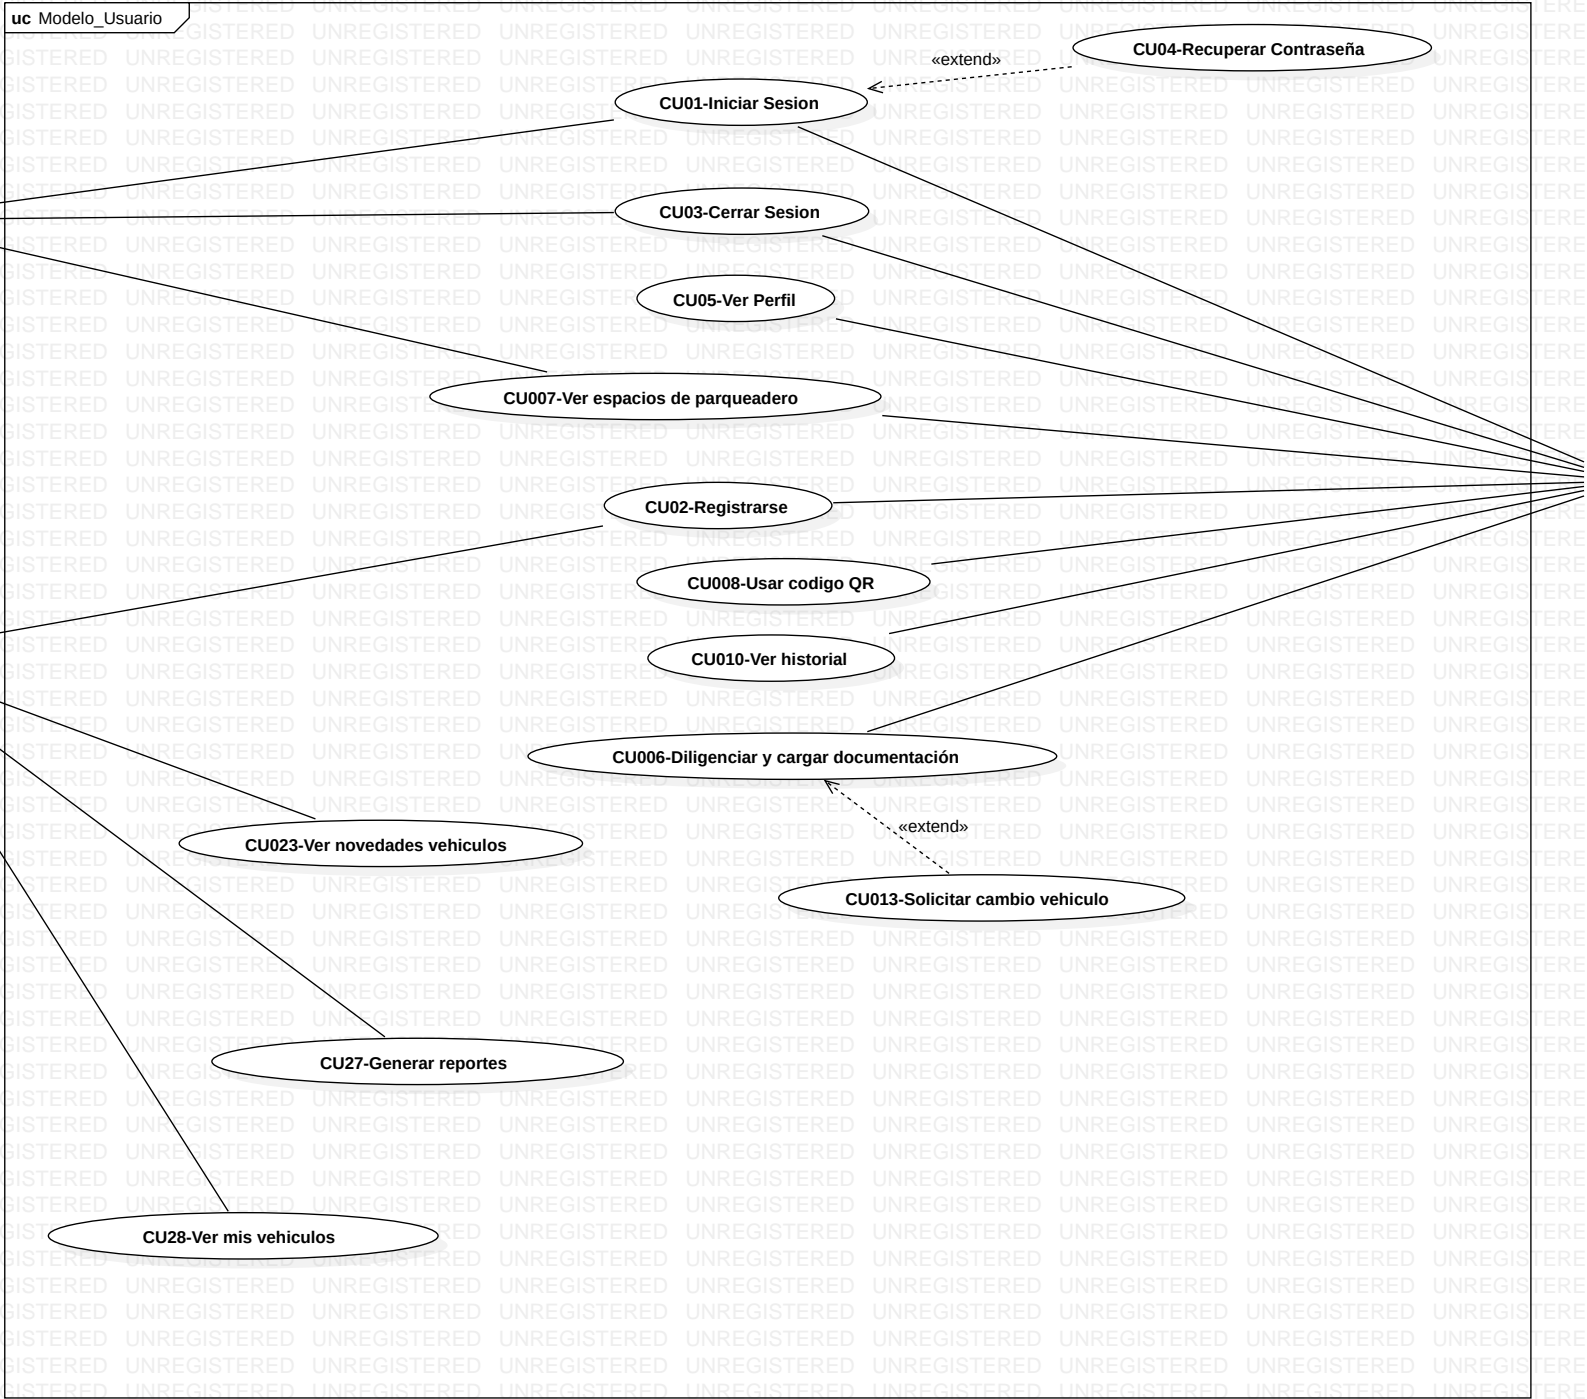 uc Modelo_Usuario
CU04-Recuperar Contraseña
«extend»
CU01-Iniciar Sesion
CU03-Cerrar Sesion
CU05-Ver Perfil
CU007-Ver espacios de parqueadero
CU02-Registrarse
CU008-Usar codigo QR
CU010-Ver historial
CU006-Diligenciar y cargar documentación
«extend»
CU023-Ver novedades vehiculos
CU013-Solicitar cambio vehiculo
CU27-Generar reportes
CU28-Ver mis vehiculos
UNREGISTERED